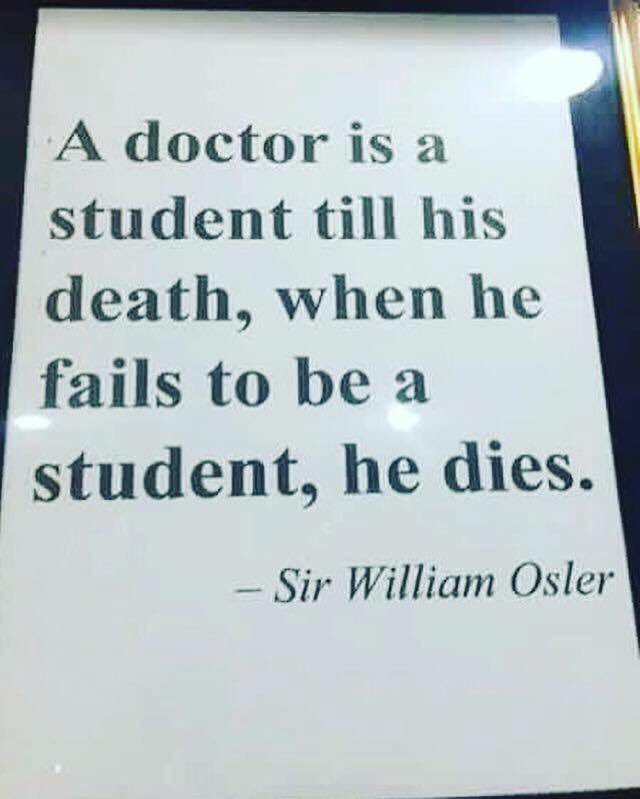 A doctor is a
student till his
death, when he
fails to be a
student, he dies.
– Sir William Osler